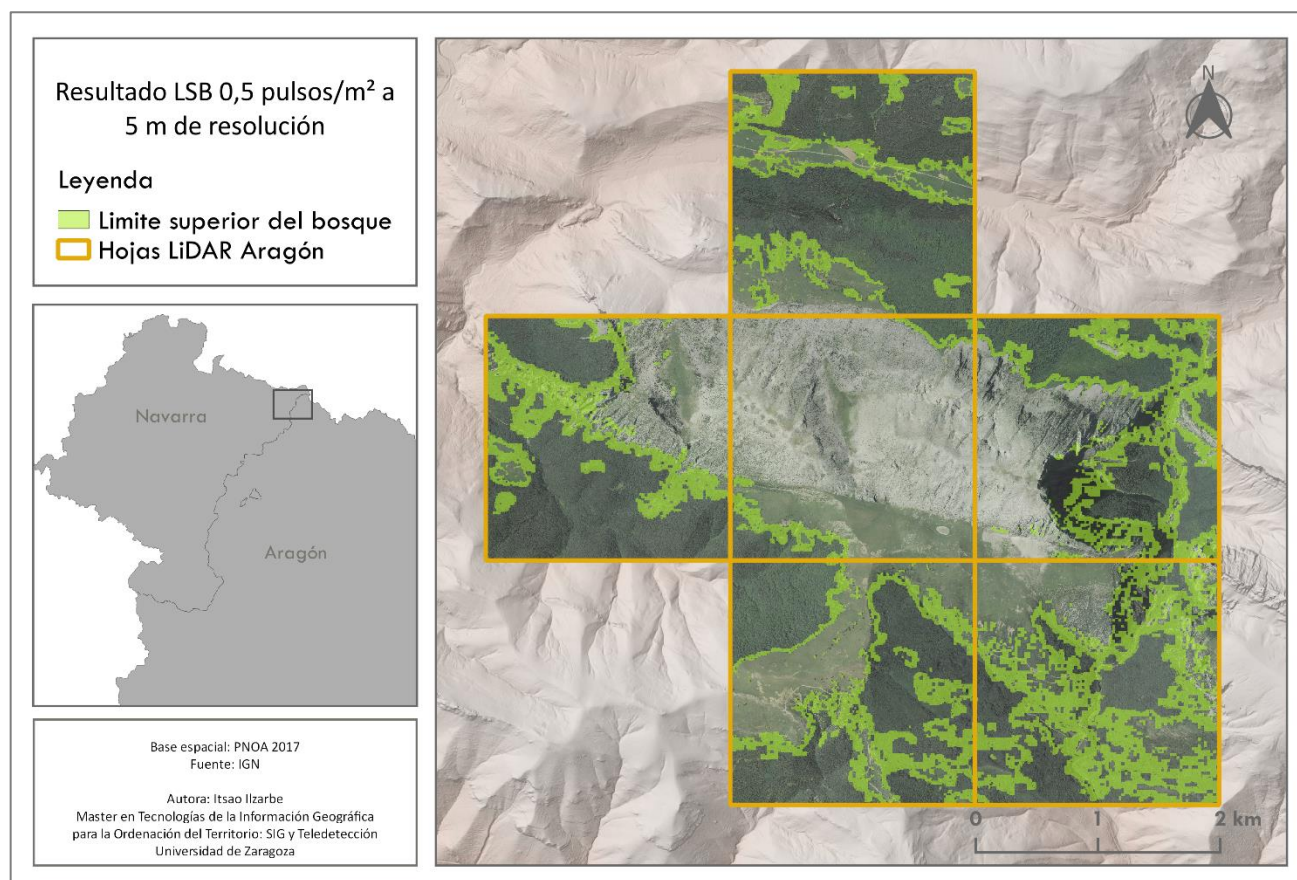 Resultado LSB 0,5 pulsos/m² a
5 m de resolución
Leyenda
Limite superior del bosque
Hojas LiDAR Aragón
Navarra
Aragón
Base espacial: PNOA 2017
Fuente: IGN
Autora: Itsao Ilzarbe
Master en Tecnologías de la Información Geográfica
para la Ordenación del Territorio: SIG y Teledetección
Universidad de Zaragoza
N
0 1 2 km